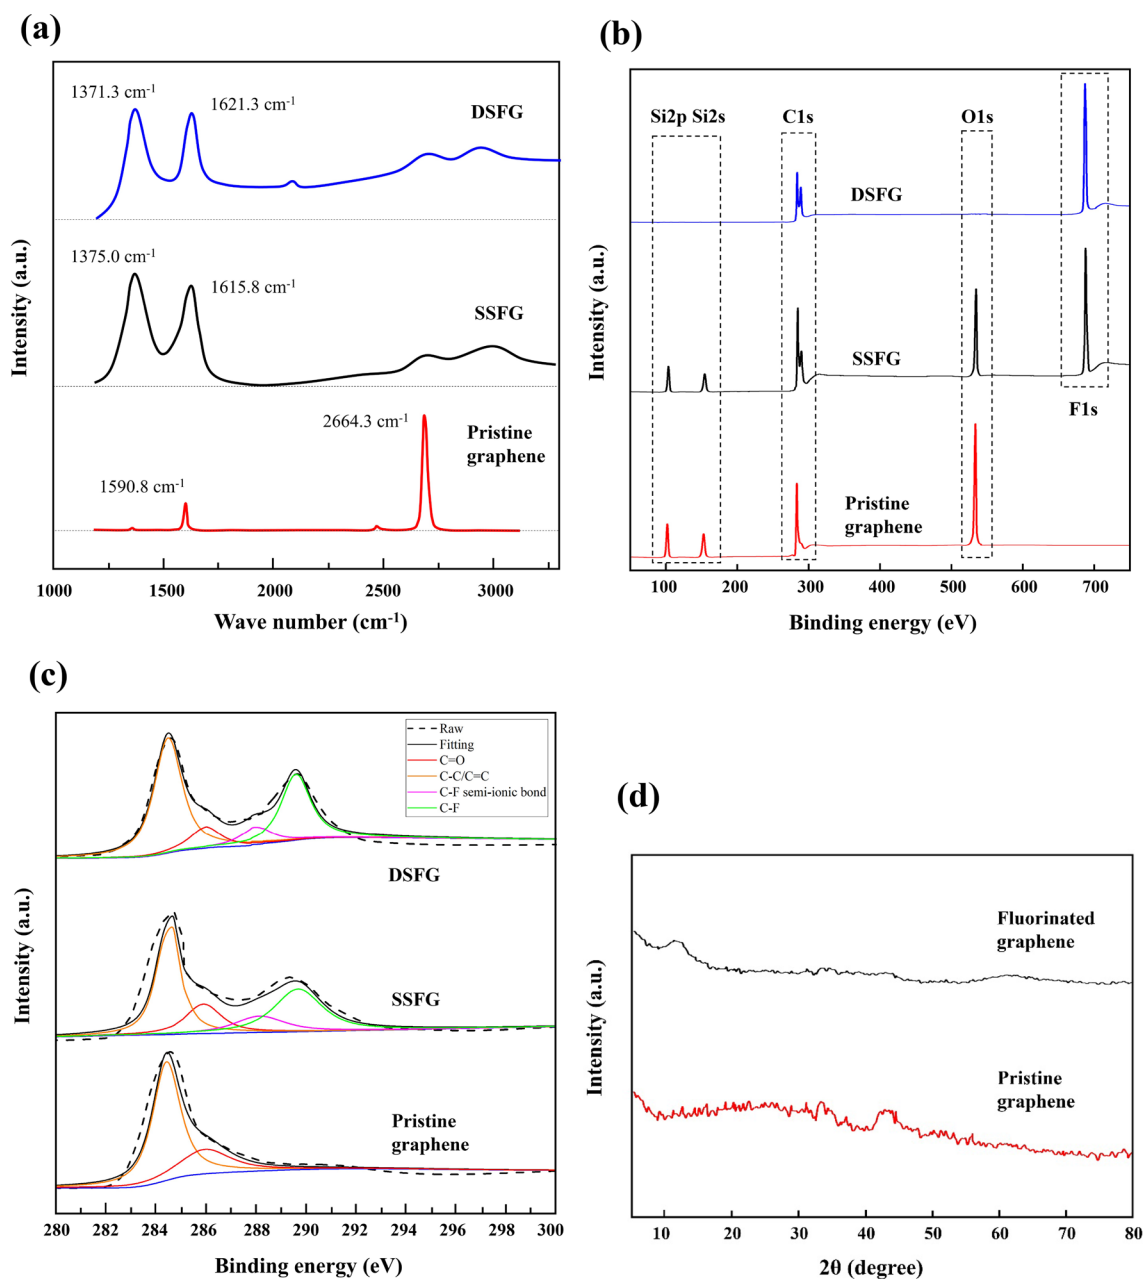 (a)
1371.3 cm-1
1621.3 cm-1
DSFG
1375.0 cm-1
1615.8 cm-1
SSFG
2664.3 cm-1
Pristine
graphene
1590.8 cm-1
Intensity (a.u.)
1000 1500 2000 2500 3000
Wave number (cm-1)
(b)
Si2p Si2s C1s O1s
DSFG
SSFG
F1s
Pristine
graphene
Intensity (a.u.)
100 200 300 400 500 600 700
Binding energy (eV)
(c)
Raw
Fitting
C=O
C-C/C=C
C-F semi-ionic bond
C-F
DSFG
SSFG
Pristine
graphene
Intensity (a.u.)
280 282 284 286 288 290 292 294 296 298 300
Binding energy (eV)
(d)
Fluorinated
graphene
Pristine
graphene
Intensity (a.u.)
10 20 30 40 50 60 70 80
2θ (degree)